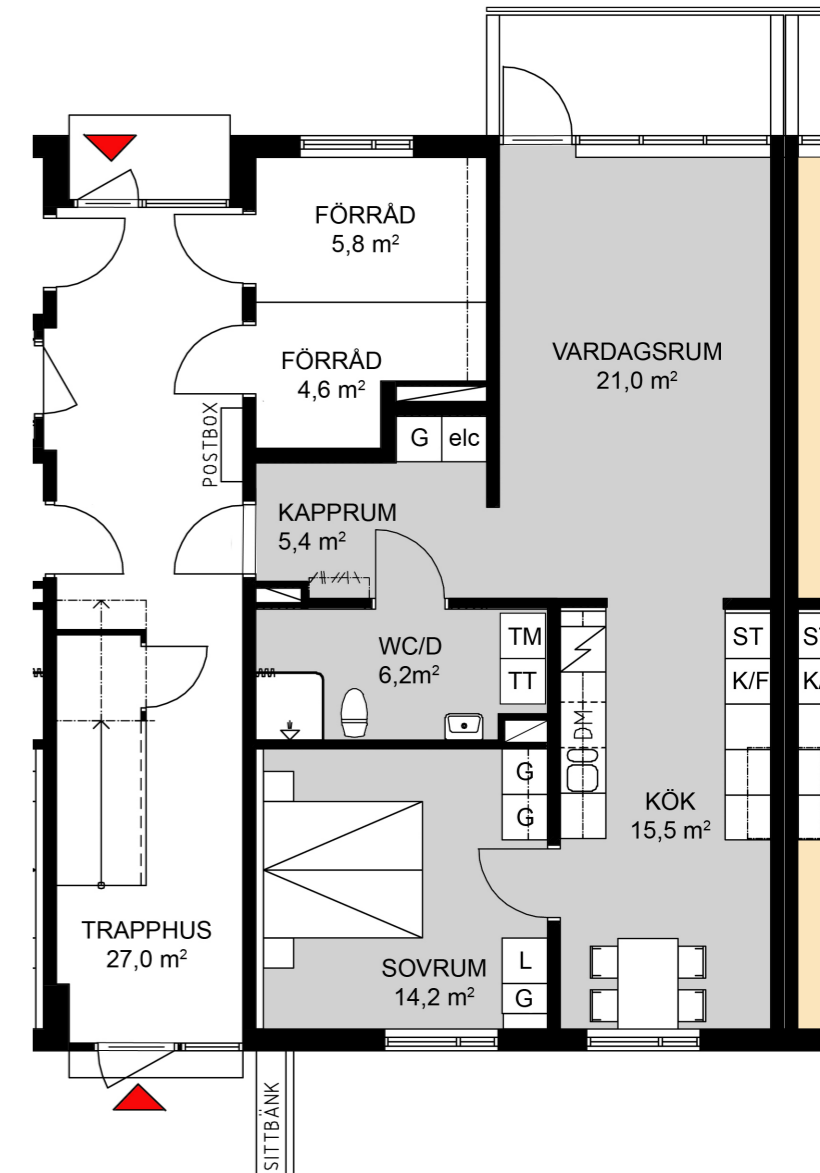 FÖRRÅD
5,8 m²
VARDAGSRUM
21,0 m²
FÖRRÅD
4,6 m²
POSTBOX
G
elc
KAPPRUM
5,4 m²
WC/D
6,2m²
TM
TT
ST
K/F
DM
G
G
KÖK
15,5 m²
TRAPPHUS
27,0 m²
SOVRUM
14,2 m²
L
G
SITTBÄNK